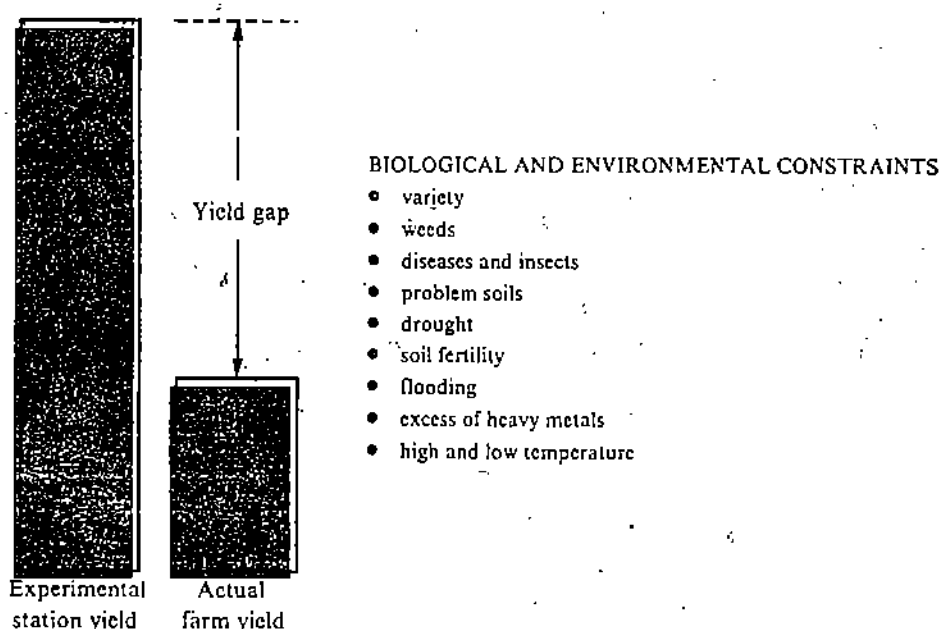 Yield gap
BIOLOGICAL AND ENVIRONMENTAL CONSTRAINTS
• variety
• weeds
• diseases and insects
• problem soils
• drought
• soil fertility
• flooding
• excess of heavy metals
• high and low temperature
Experimental
station yield
Actual
farm yield